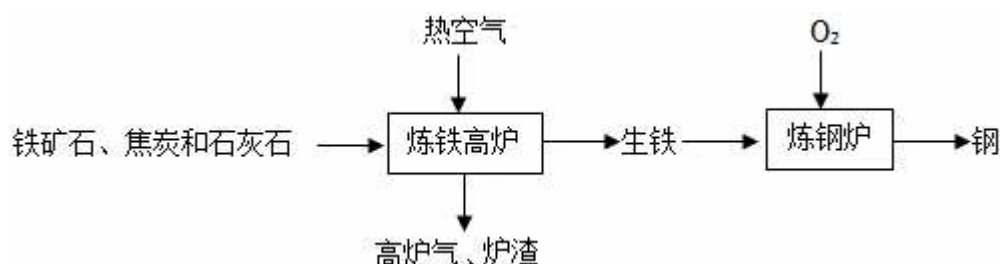 热空气
O₂
铁矿石、焦炭和石灰石
炼铁高炉
生铁
炼钢炉
钢
高炉气、炉渣